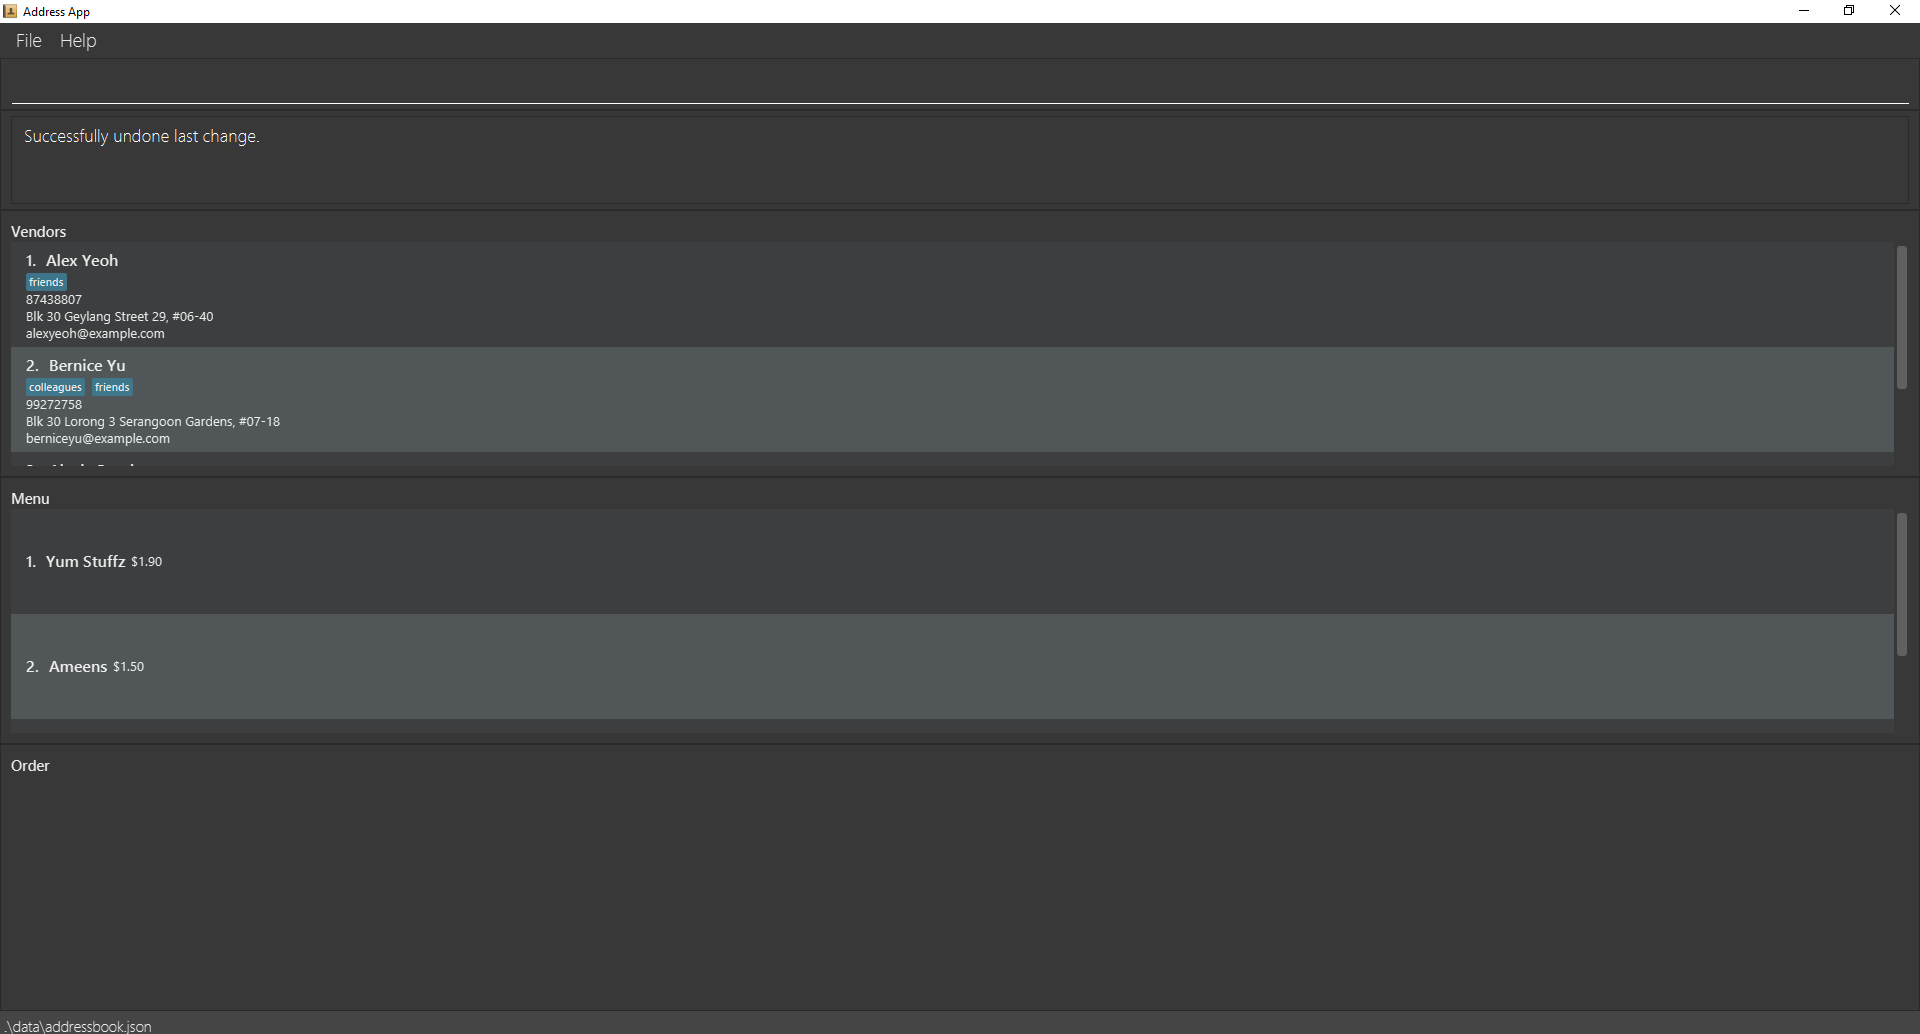 Address App
File Help
Successfully undone last change.
Vendors
1. Alex Yeoh
friends
87438807
Blk 30 Geylang Street 29, #06-40
alexyeoh@example.com
2. Bernice Yu
colleagues friends
99272758
Blk 30 Lorong 3 Serangoon Gardens, #07-18
berniceyu@example.com
Menu
1. Yum Stuffz $1.90
2. Ameens $1.50
Order
.\data\addressbook.json